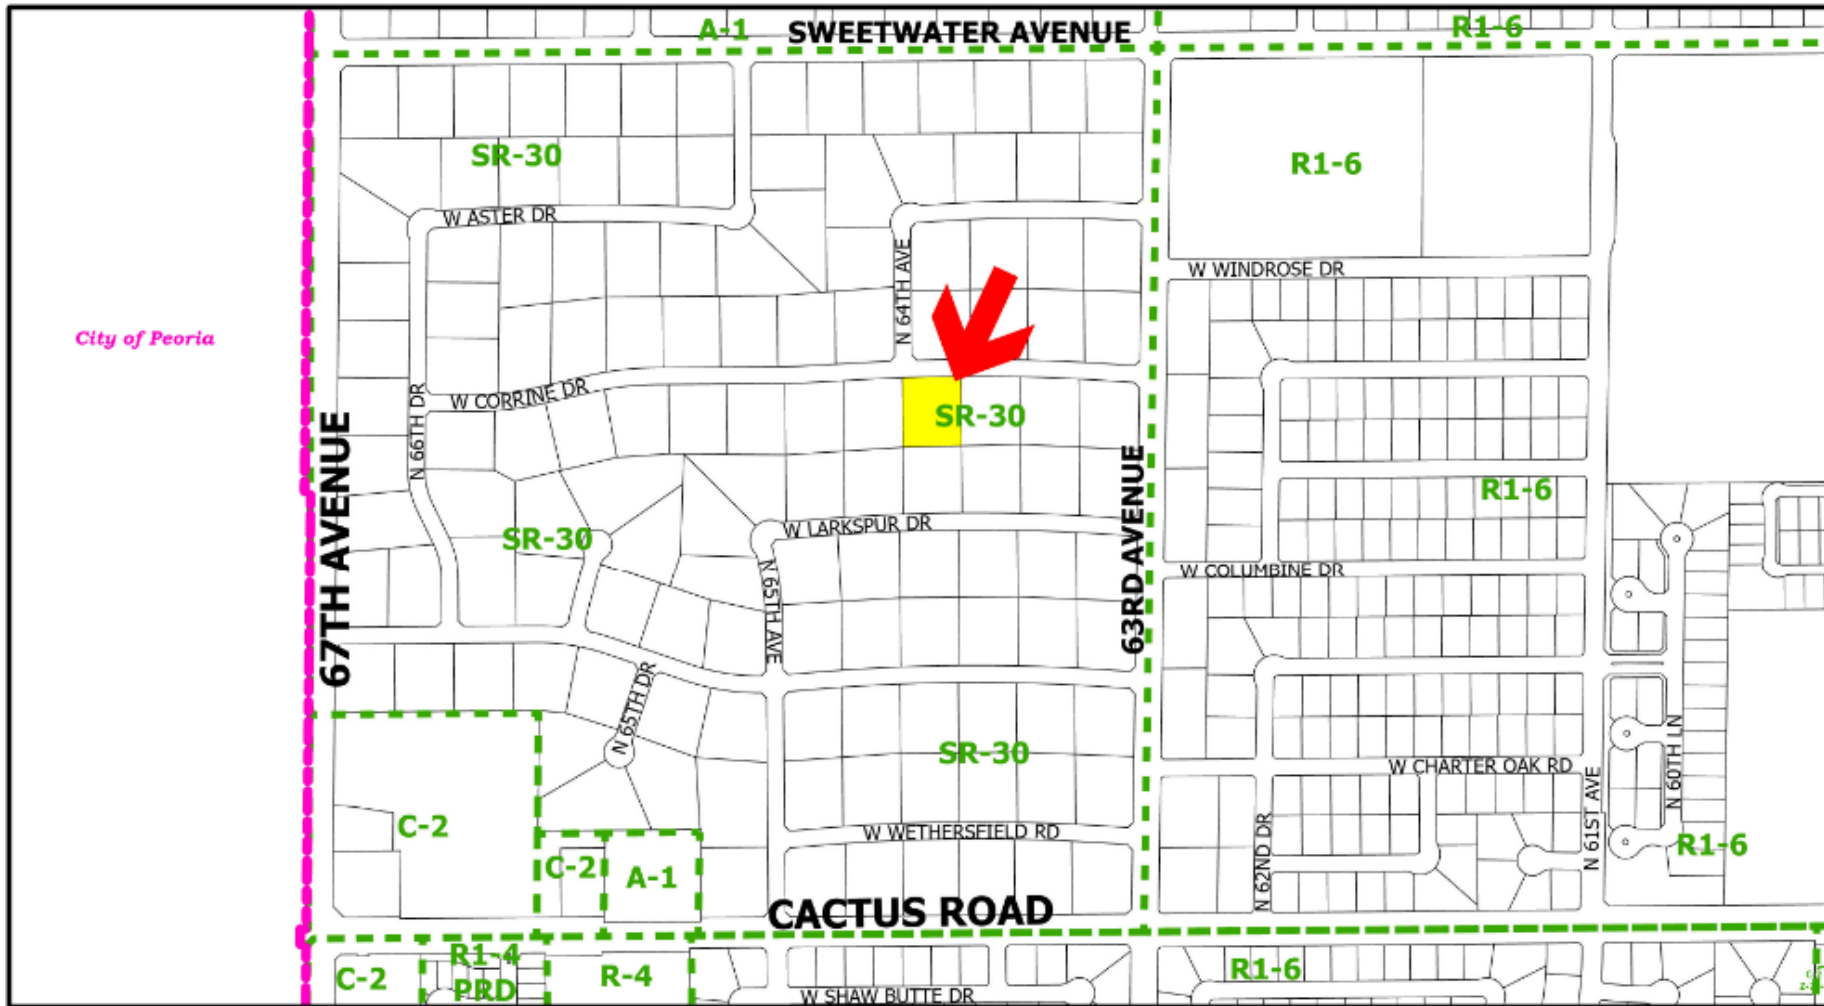 A-1
SWEETWATER AVENUE
R1-6
SR-30
R1-6
W ASTER DR
N 64TH AVE
W WINDROSE DR
City of Peoria
W CORRINE DR
N 66TH DR
67TH AVENUE
SR-30
63RD AVENUE
R1-6
SR-30
W LARKSPUR DR
N 65TH AVE
W COLUMBINE DR
N 65TH DR
SR-30
W CHARTER OAK RD
N 61ST AVE
N 60TH LN
C-2
W WETHERSFIELD RD
N 62ND DR
R1-6
C-2
A-1
CACTUS ROAD
C-2
R1-4
PRD
R-4
R1-6
W SHAW BUTTE DR